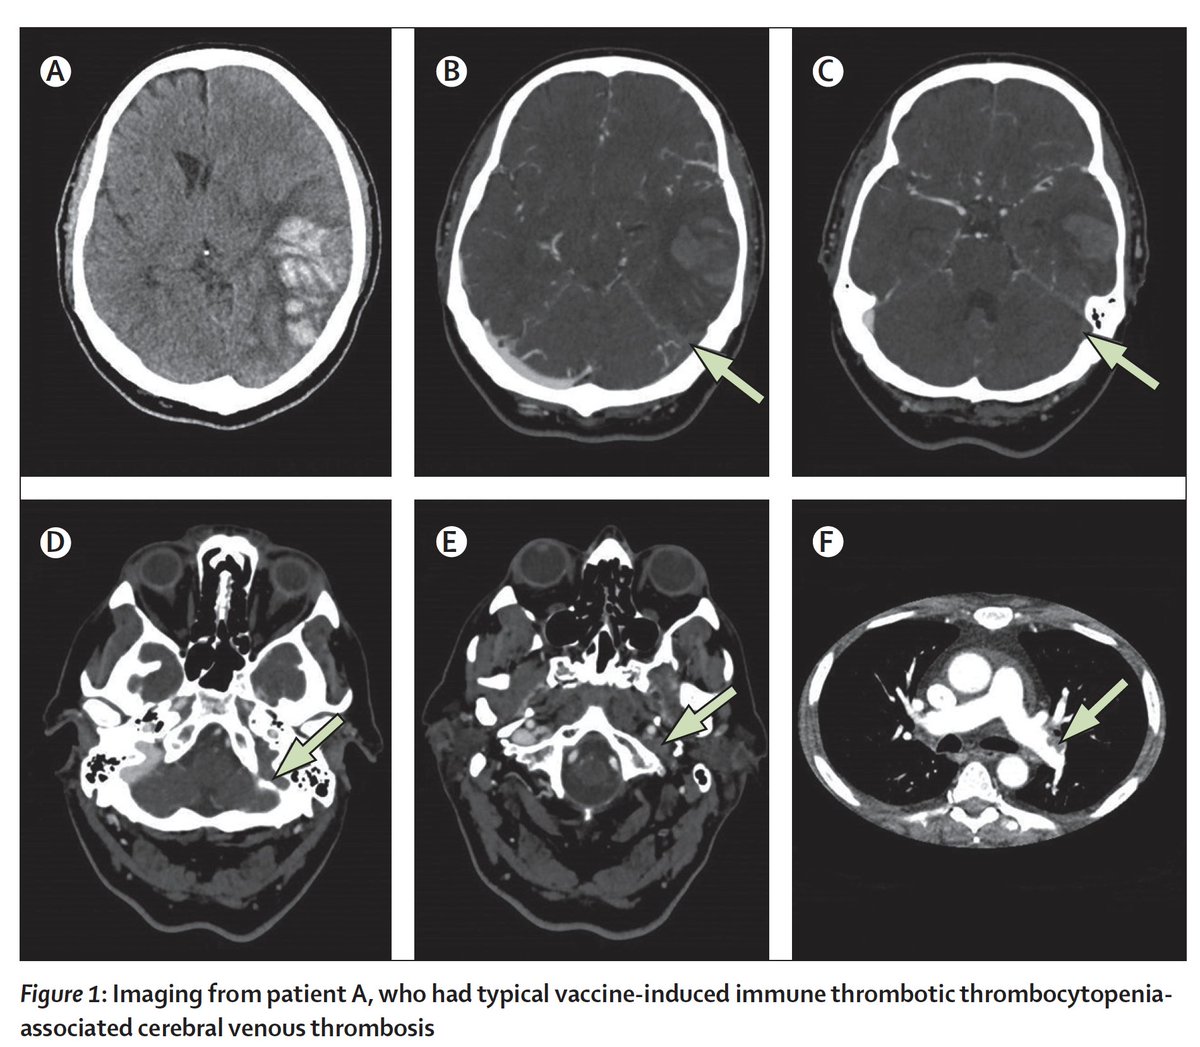 A
B
C
D
E
F
Figure 1: Imaging from patient A, who had typical vaccine-induced immune thrombotic thrombocytopenia-
associated cerebral venous thrombosis